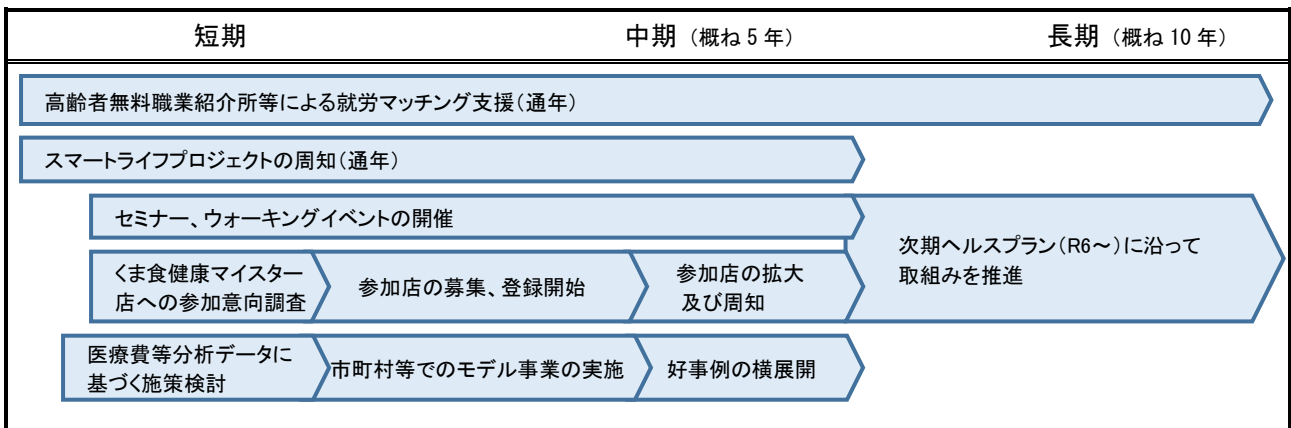 短期 中期（概ね 5 年） 長期（概ね 10 年）
高齢者無料職業紹介所等による就労マッチング支援（通年）
スマートライフプロジェクトの周知（通年）
セミナー、ウォーキングイベントの開催
くま食健康マイスター
店への参加意向調査
参加店の募集、登録開始
参加店の拡大
及び周知
次期ヘルスプラン（R6～）に沿って
取組みを推進
医療費等分析データに
基づく施策検討
市町村等でのモデル事業の実施
好事例の横展開